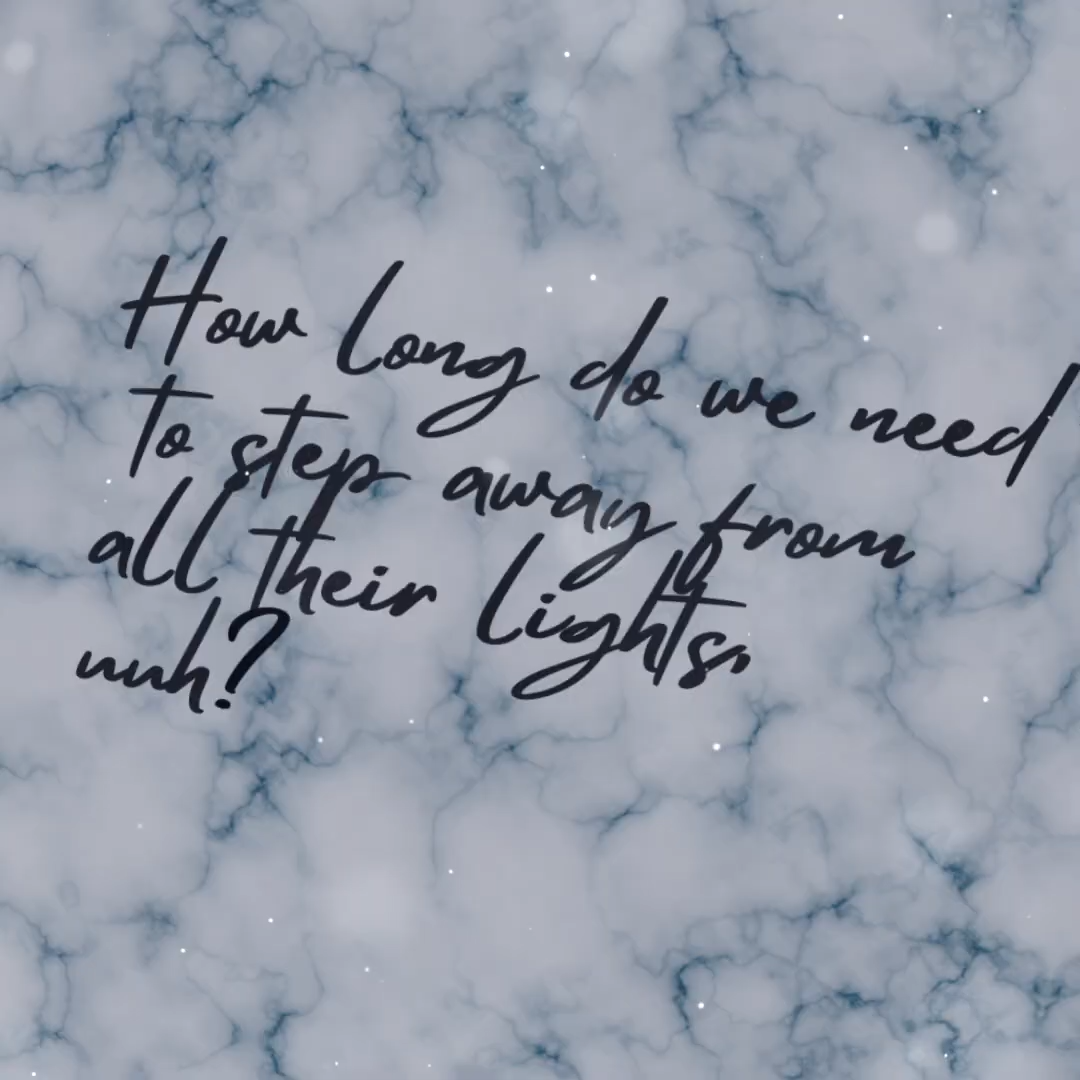 How long do we need
to step away from
all their lights,
uuh?